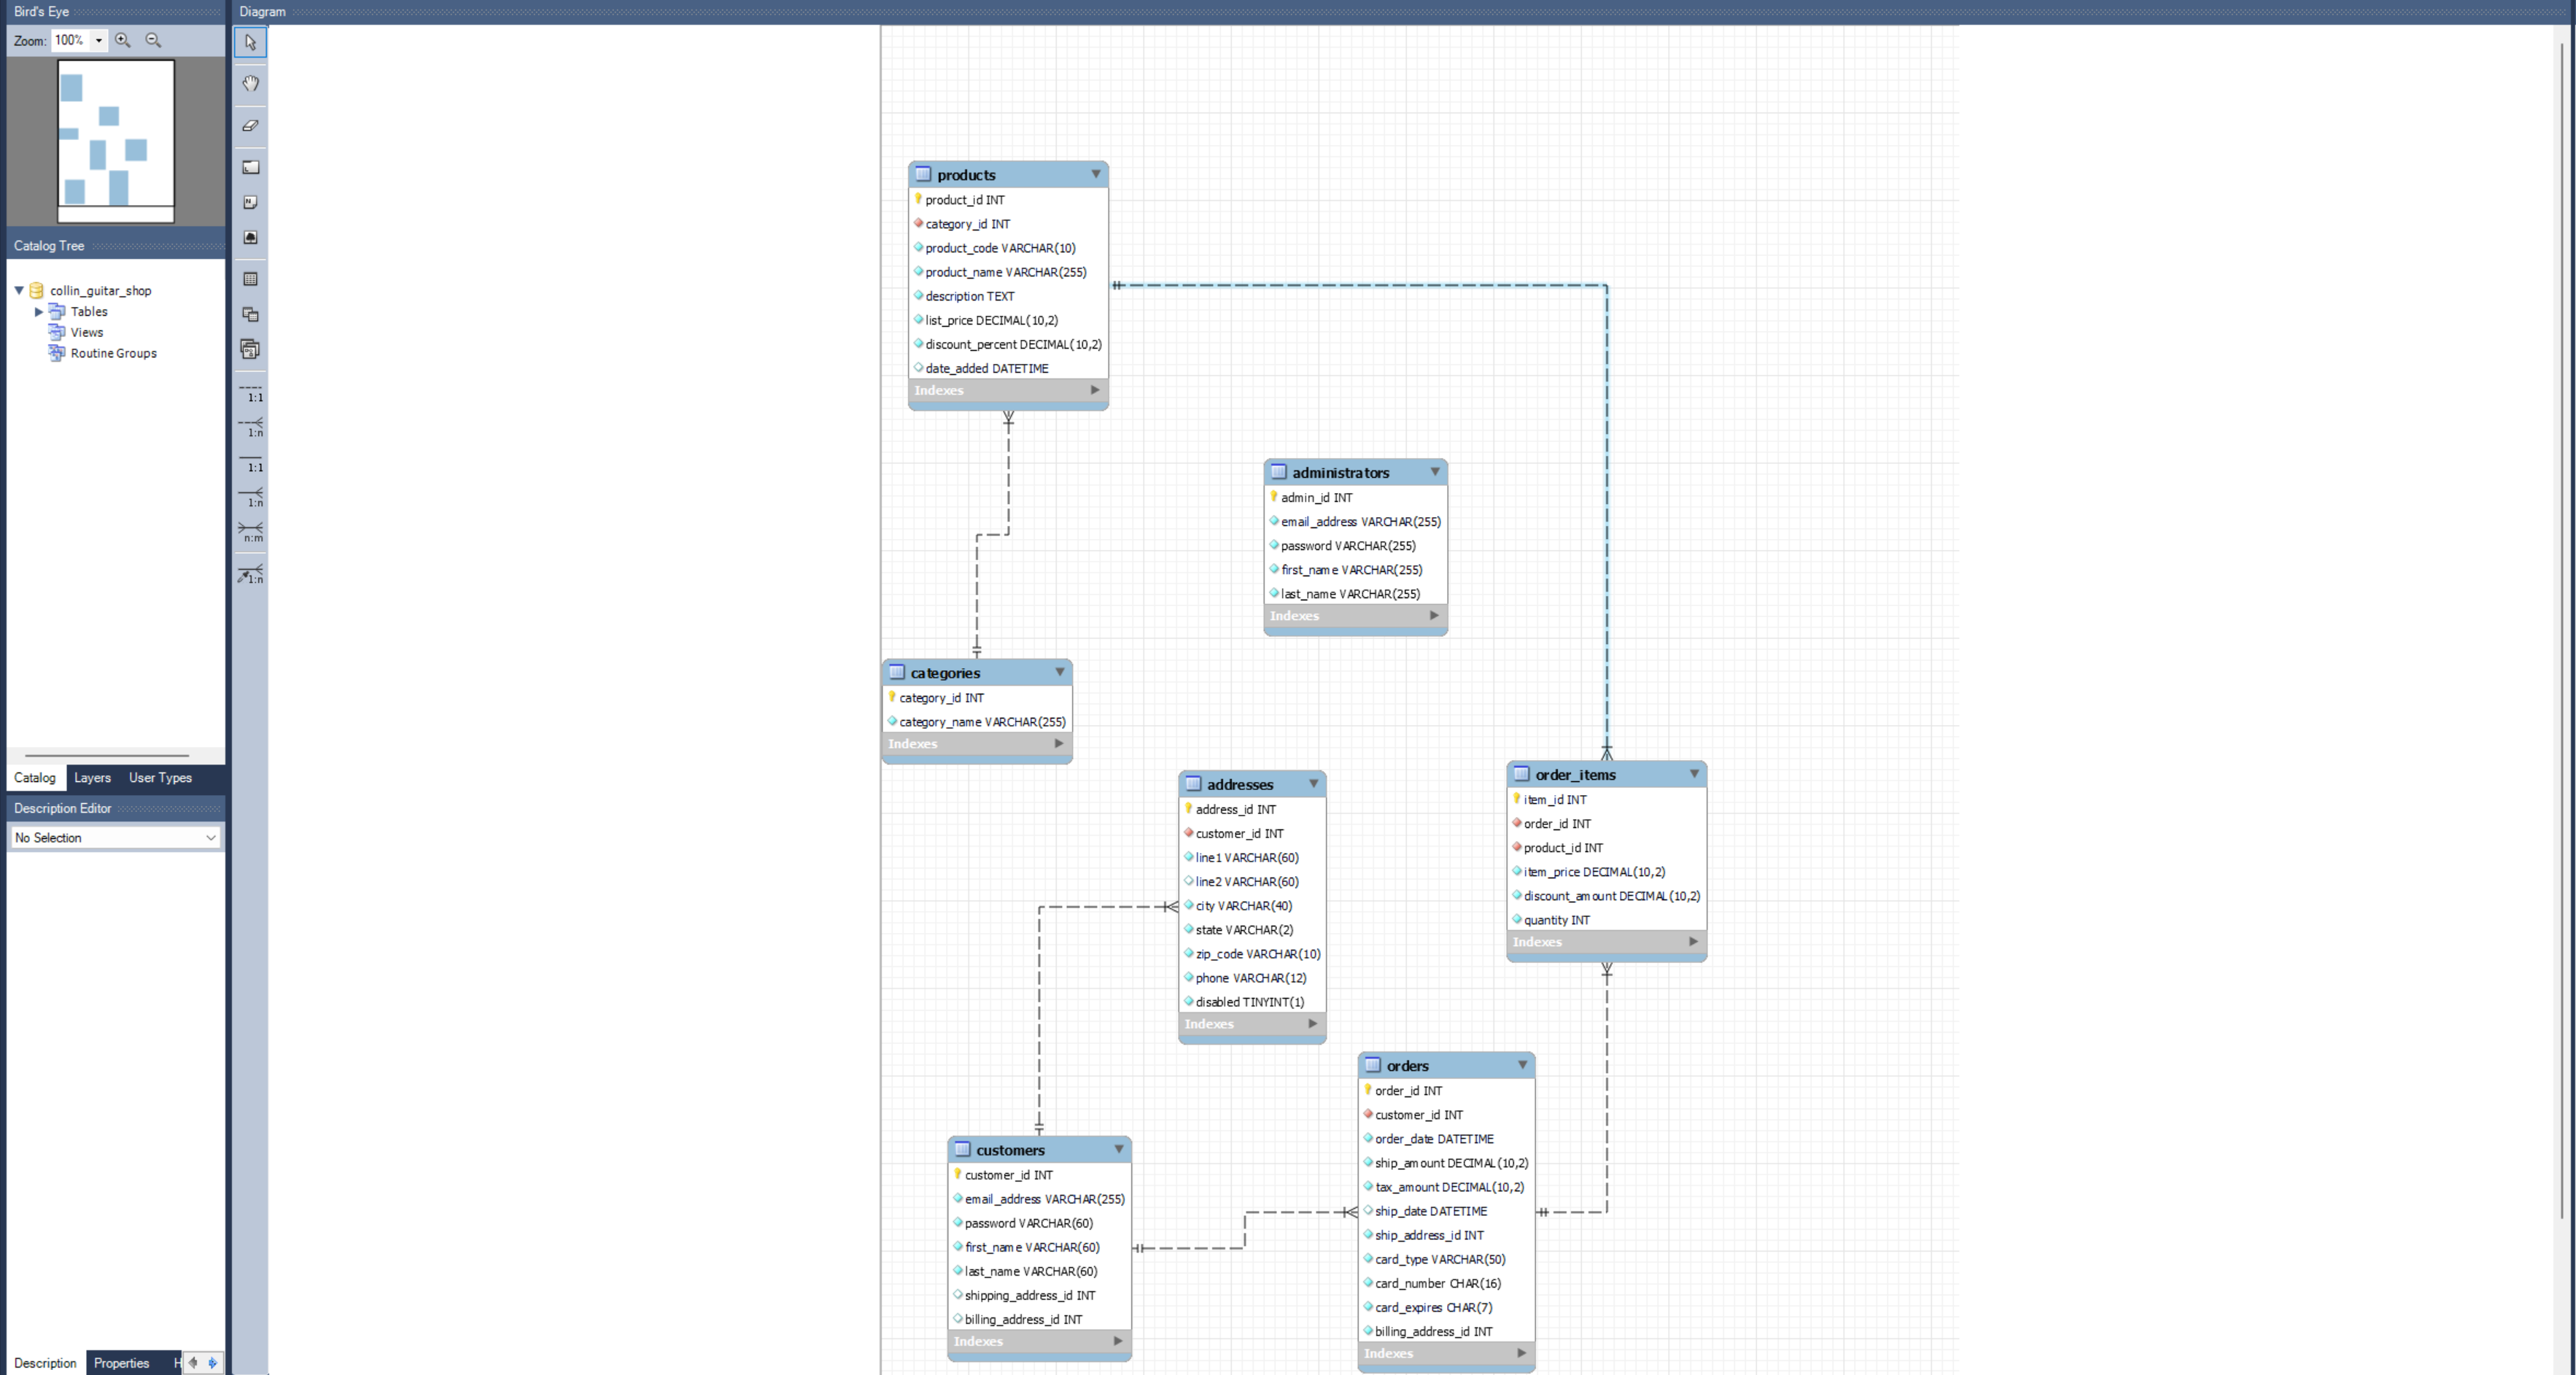 Bird's Eye
Zoom: 100%
Catalog Tree
collin_guitar_shop
Tables
Views
Routine Groups
Catalog Layers User Types
Description Editor
No Selection
Description Properties H
Diagram
1:1
1:n
1:1
1:n
n:m
1:n
products
product_id INT
category_id INT
product_code VARCHAR(10)
product_name VARCHAR(255)
description TEXT
list_price DECIMAL(10,2)
discount_percent DECIMAL(10,2)
date_added DATETIME
Indexes
administrators
admin_id INT
email_address VARCHAR(255)
password VARCHAR(255)
first_name VARCHAR(255)
last_name VARCHAR(255)
Indexes
categories
category_id INT
category_name VARCHAR(255)
Indexes
addresses
address_id INT
customer_id INT
line1 VARCHAR(60)
line2 VARCHAR(60)
city VARCHAR(40)
state VARCHAR(2)
zip_code VARCHAR(10)
phone VARCHAR(12)
disabled TINYINT(1)
Indexes
order_items
item_id INT
order_id INT
product_id INT
item_price DECIMAL(10,2)
discount_amount DECIMAL(10,2)
quantity INT
Indexes
customers
customer_id INT
email_address VARCHAR(255)
password VARCHAR(60)
first_name VARCHAR(60)
last_name VARCHAR(60)
shipping_address_id INT
billing_address_id INT
Indexes
orders
order_id INT
customer_id INT
order_date DATETIME
ship_amount DECIMAL(10,2)
tax_amount DECIMAL(10,2)
ship_date DATETIME
ship_address_id INT
card_type VARCHAR(50)
card_number CHAR(16)
card_expires CHAR(7)
billing_address_id INT
Indexes